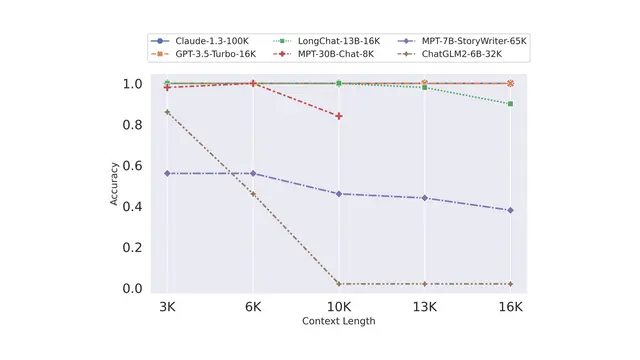 Claude-1.3-100K LongChat-13B-16K MPT-7B-StoryWriter-65K
GPT-3.5-Turbo-16K MPT-30B-Chat-8K ChatGLM2-6B-32K
1.0
0.8
0.6
0.4
0.2
0.0
Accuracy
3K 6K 10K 13K 16K
Context Length